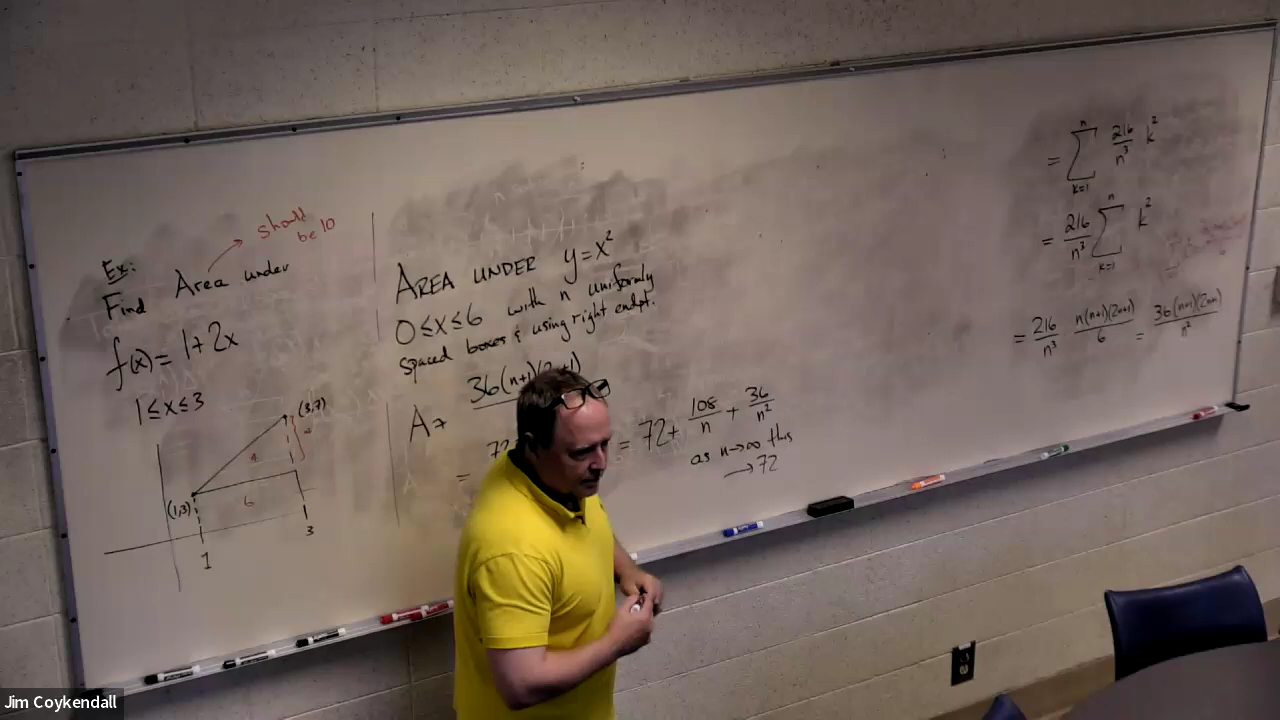 Ex:
Find Area under
should
be 10
f(x) = 1+2x
1≤x≤3
(3,7)
4
4
(1,3)
6
1
3
AREA UNDER y=x²
0≤x≤6 with n uniformly
spaced boxes & using right endpt.
36(n+1)(2n+1)
A =
= 72
= 72 + 108/n + 36/n²
as n→∞ this
→72
= ∑ k=1 n 216/n³ k²
= 216/n³ ∑ k=1 n k²
= 216/n³ n(n+1)(2n+1)/6 = 36(n+1)(2n+1)/n²
Jim Coykendall